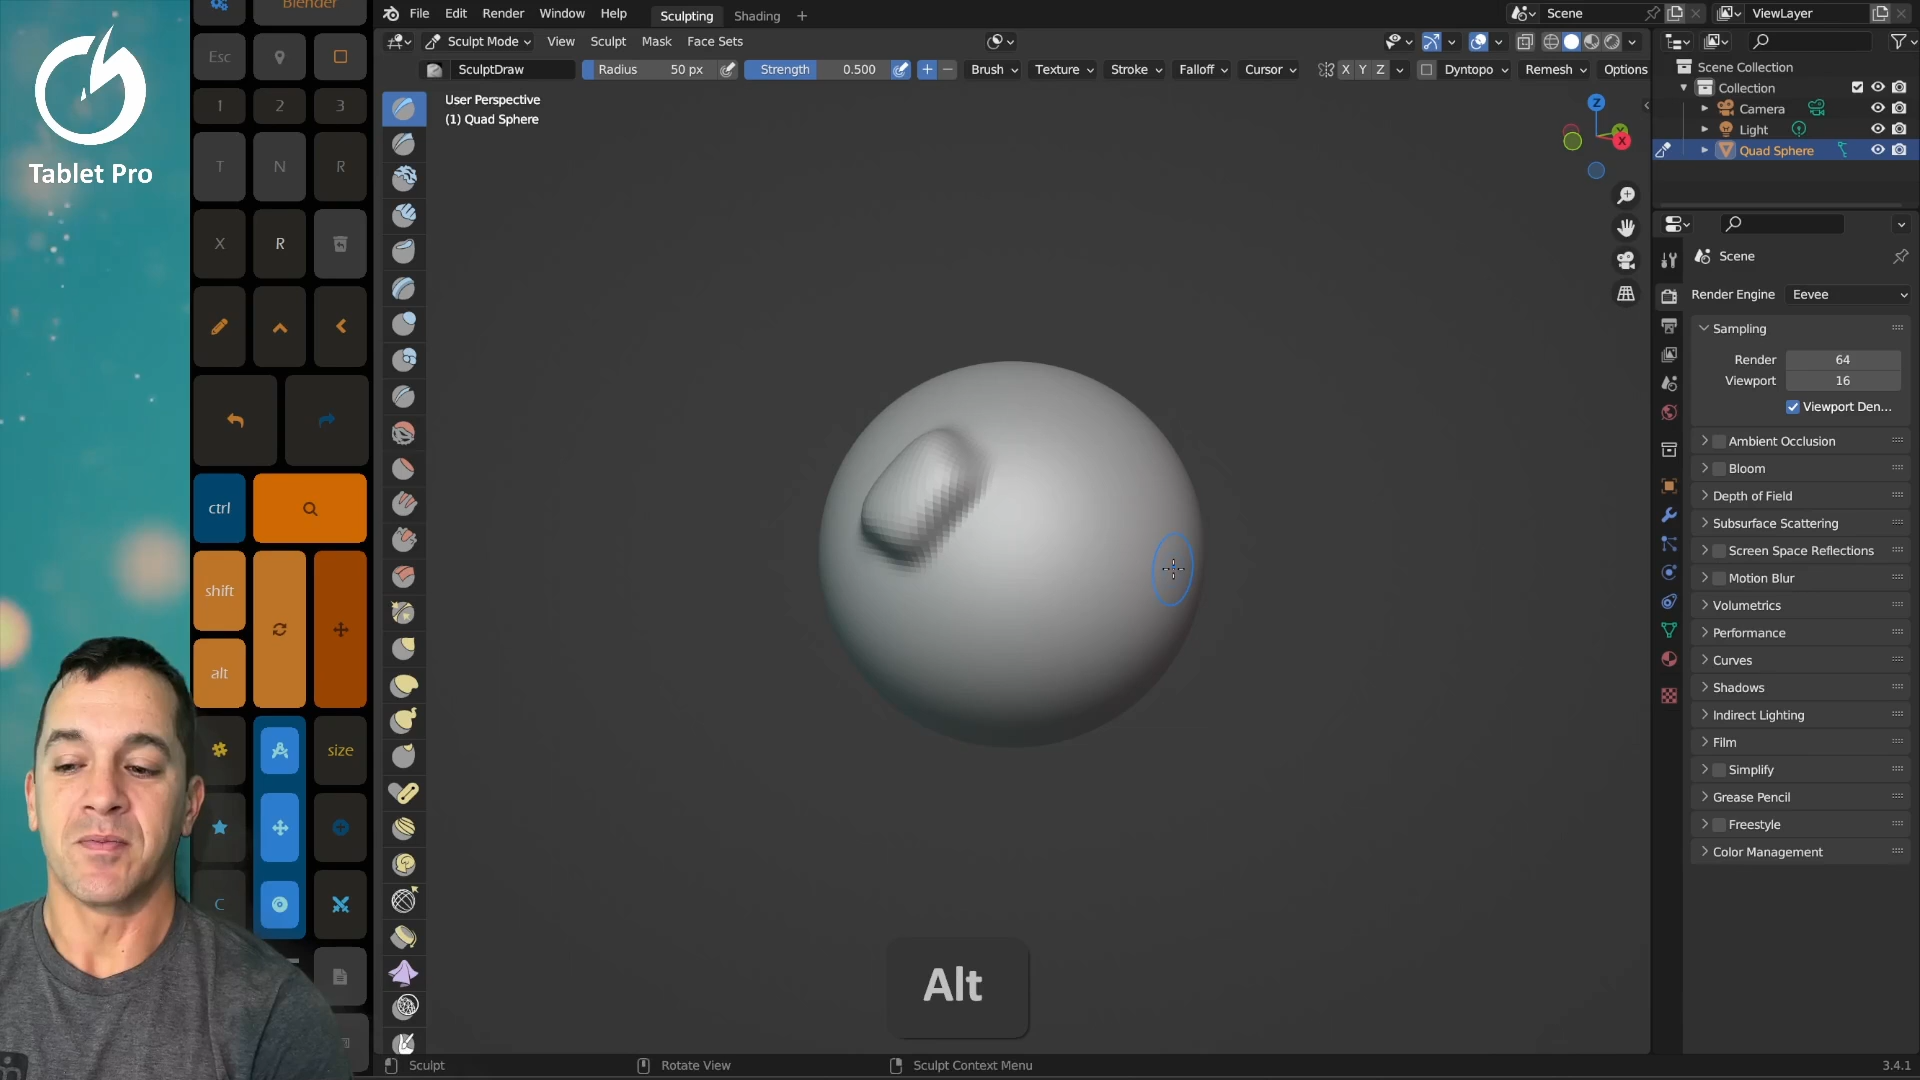 Tablet Pro
Blender
Esc
1 2 3
T N R
X R
ctrl
shift
alt
size
C
File Edit Render Window Help
Sculpting Shading
Scene
ViewLayer
Sculpt Mode View Sculpt Mask Face Sets
SculptDraw Radius 50 px Strength 0.500 Brush Texture Stroke Falloff Cursor X Y Z Dyntopo Remesh Options
User Perspective
(1) Quad Sphere
Z
X
Scene Collection
Collection
Camera
Light
Quad Sphere
Scene
Render Engine Eevee
Sampling
Render 64
Viewport 16
Viewport Den...
Ambient Occlusion
Bloom
Depth of Field
Subsurface Scattering
Screen Space Reflections
Motion Blur
Volumetrics
Performance
Curves
Shadows
Indirect Lighting
Film
Simplify
Grease Pencil
Freestyle
Color Management
Alt
Sculpt Rotate View Sculpt Context Menu
3.4.1